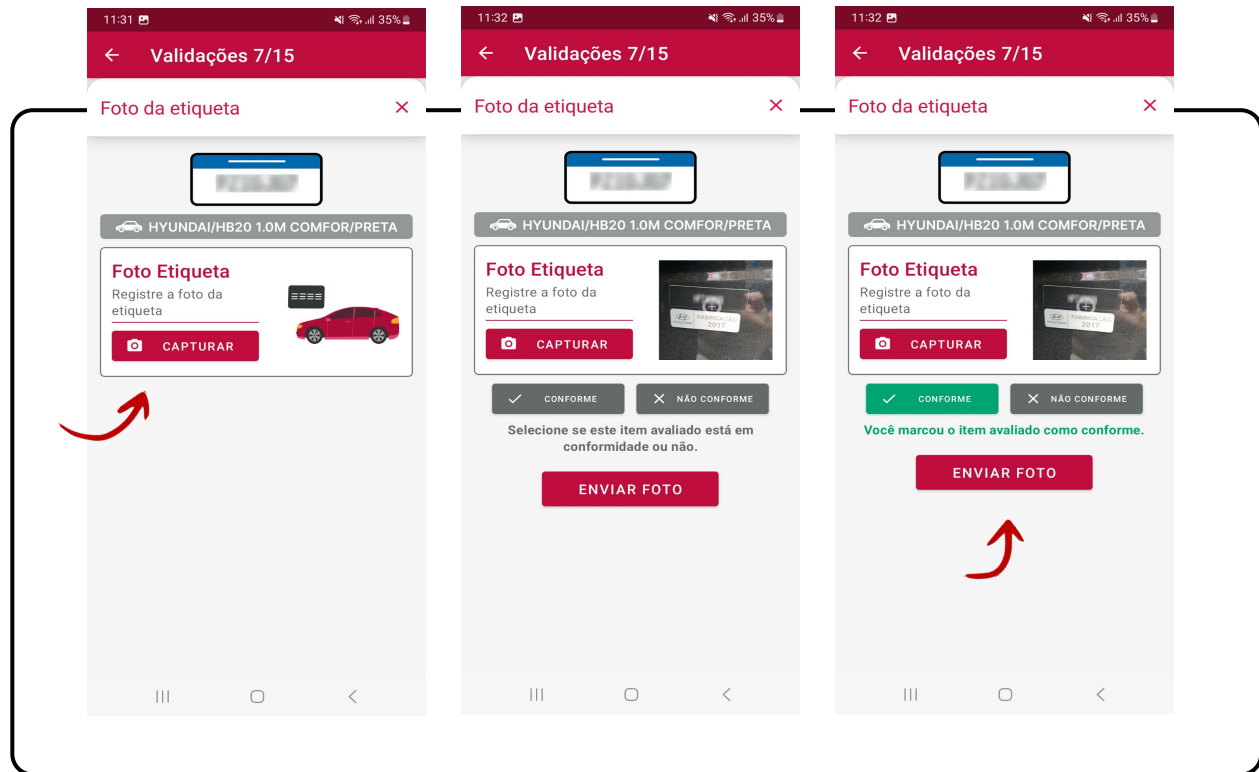 11:31
35%
Validações 7/15
Foto da etiqueta
HYUNDAI/HB20 1.0M COMFOR/PRETA
Foto Etiqueta
Registre a foto da
etiqueta
CAPTURAR
11:32
35%
Validações 7/15
Foto da etiqueta
HYUNDAI/HB20 1.0M COMFOR/PRETA
Foto Etiqueta
Registre a foto da
etiqueta
CAPTURAR
FABRICAÇÃO
2017
CONFORME
NÃO CONFORME
Selecione se este item avaliado está em
conformidade ou não.
ENVIAR FOTO
11:32
35%
Validações 7/15
Foto da etiqueta
HYUNDAI/HB20 1.0M COMFOR/PRETA
Foto Etiqueta
Registre a foto da
etiqueta
CAPTURAR
FABRICAÇÃO
2017
CONFORME
NÃO CONFORME
Você marcou o item avaliado como conforme.
ENVIAR FOTO